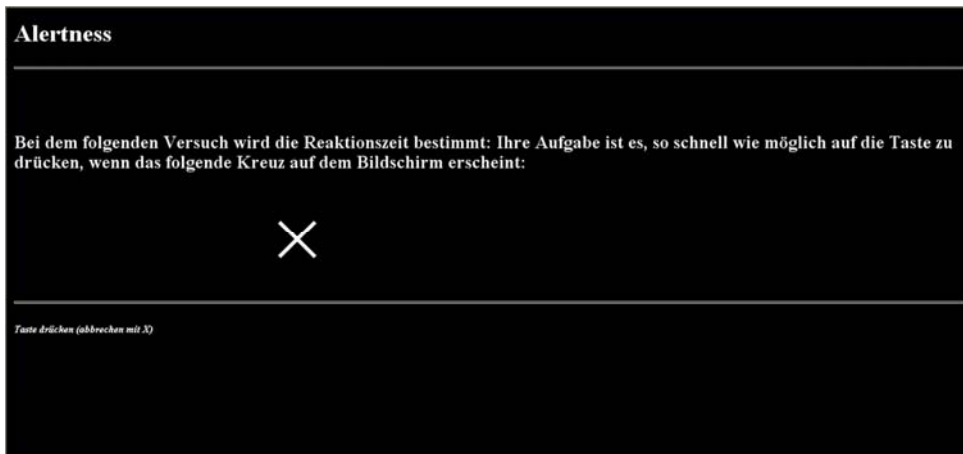 Alertness
Bei dem folgenden Versuch wird die Reaktionszeit bestimmt: Ihre Aufgabe ist es, so schnell wie möglich auf die Taste zu
drücken, wenn das folgende Kreuz auf dem Bildschirm erscheint:
Taste drücken (abbrechen mit X)